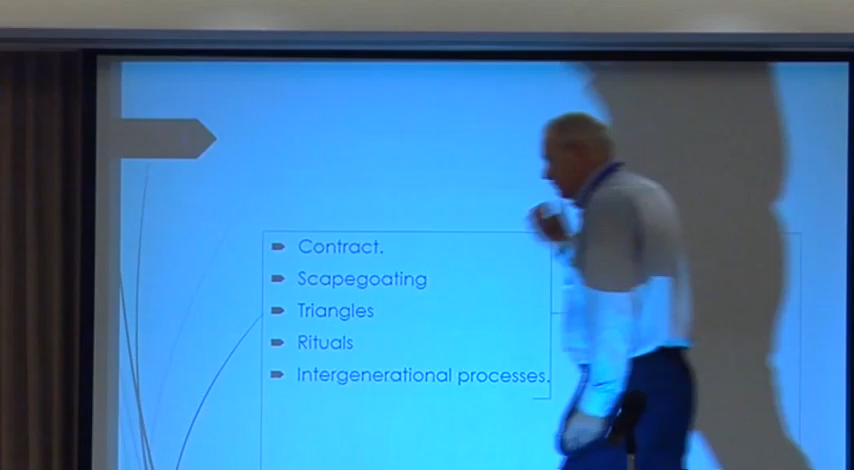 Contract.
Scapegoating
Triangles
Rituals
Intergenerational processes.